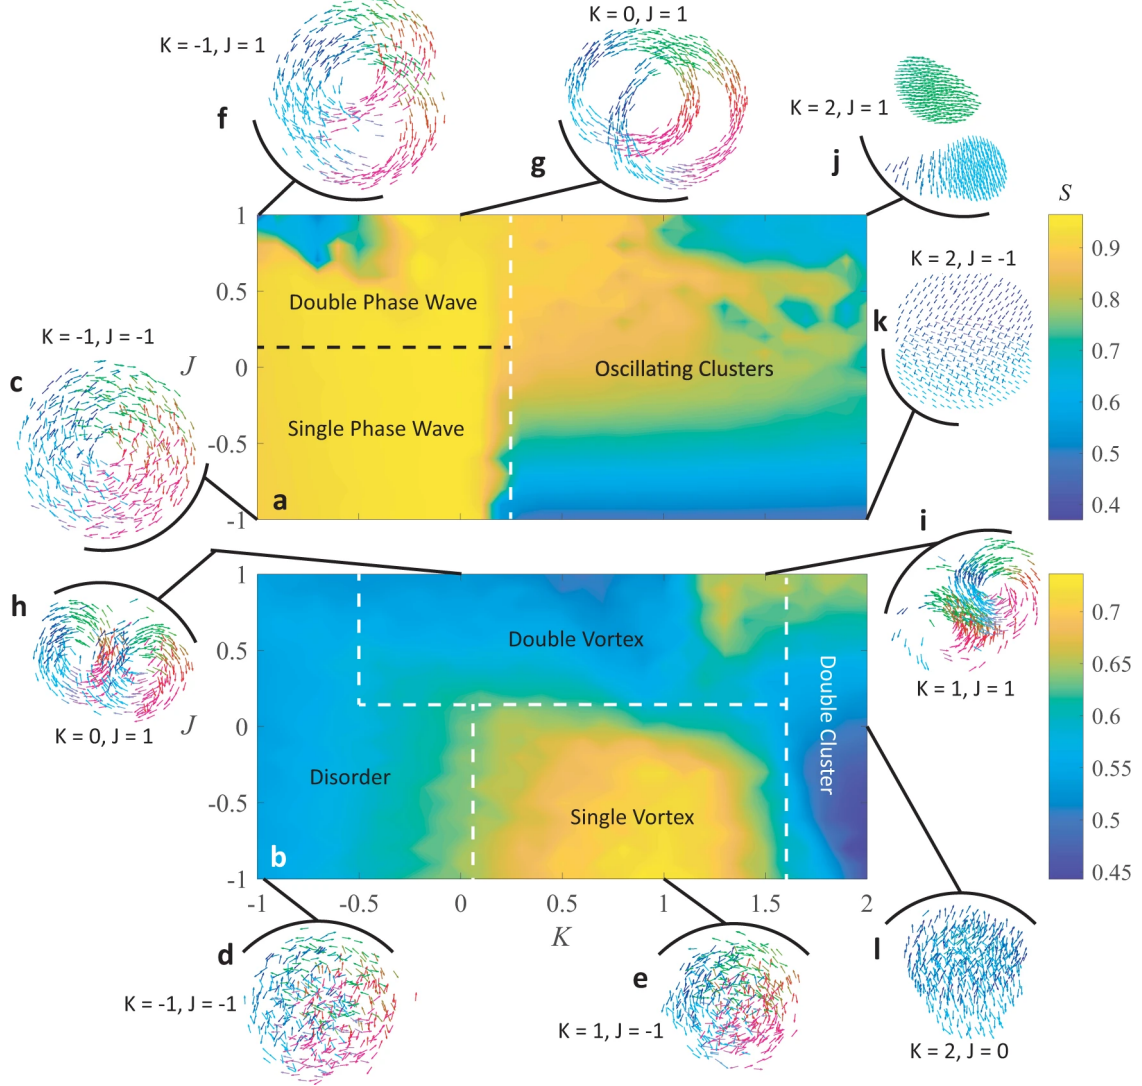 K = -1, J = 1
f
K = 0, J = 1
g
K = 2, J = 1
j
S
K = 2, J = -1
k
K = -1, J = -1
c
1
0.5
J
0
-0.5
-1
Double Phase Wave
Single Phase Wave
Oscillating Clusters
a
0.9
0.8
0.7
0.6
0.5
0.4
i
K = 1, J = 1
h
K = 0, J = 1
1
0.5
J
0
-0.5
-1
Double Vortex
Disorder
Single Vortex
Double Cluster
b
0.7
0.65
0.6
0.55
0.5
0.45
-1
-0.5
0
0.5
1
1.5
2
K
d
K = -1, J = -1
e
K = 1, J = -1
l
K = 2, J = 0